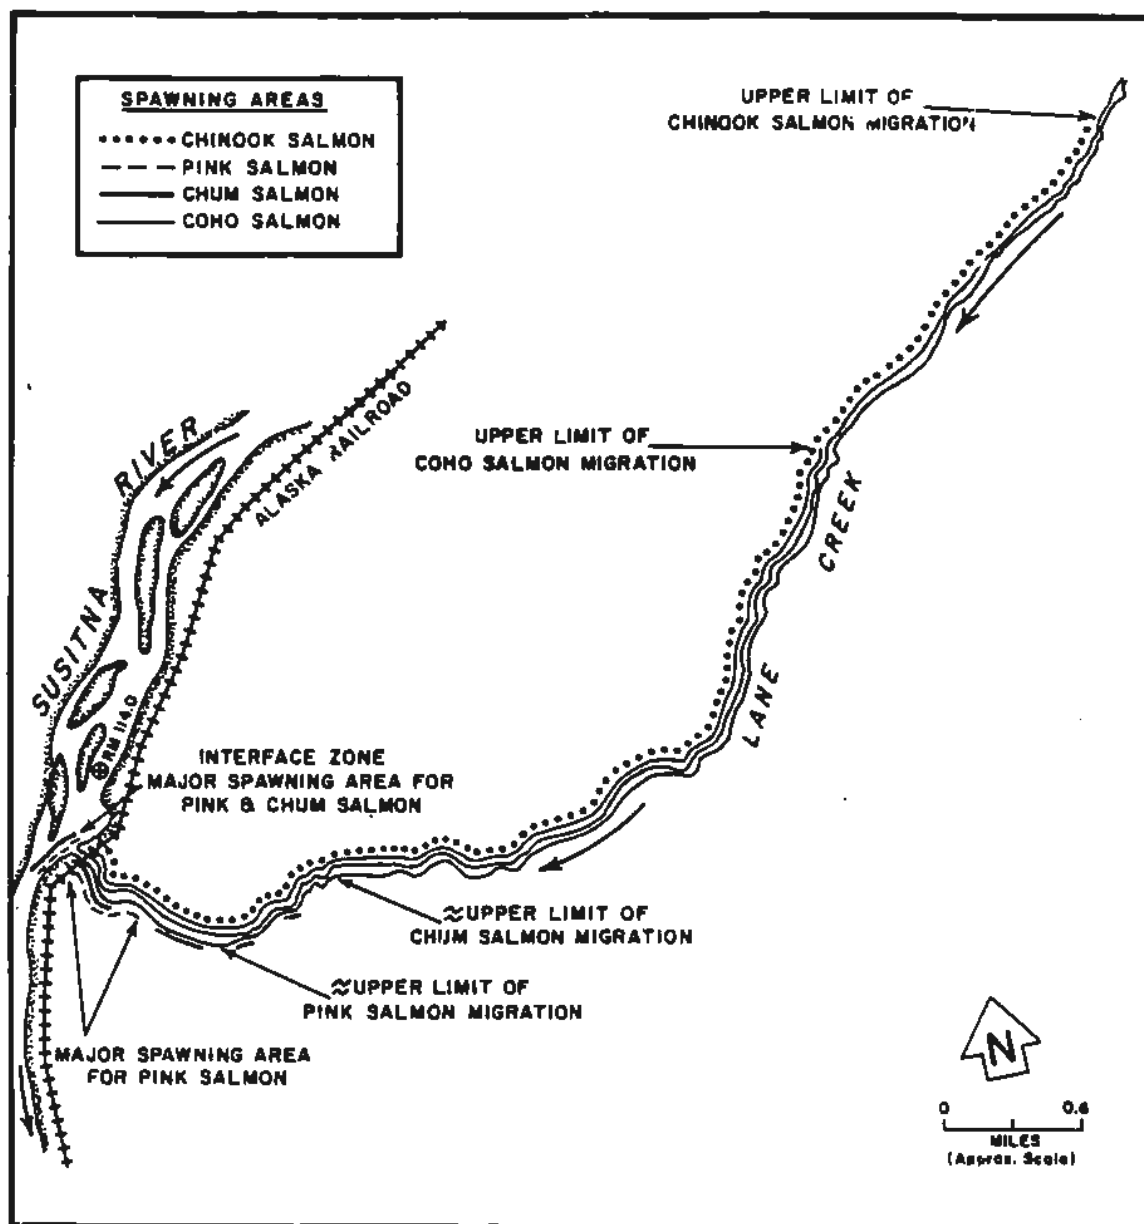 SPAWNING AREAS
CHINOOK SALMON
PINK SALMON
CHUM SALMON
COHO SALMON
UPPER LIMIT OF
CHINOOK SALMON MIGRATION
UPPER LIMIT OF
COHO SALMON MIGRATION
SUSITNA RIVER
ALASKA RAILROAD
LANE CREEK
⊕RM 114.0
INTERFACE ZONE
MAJOR SPAWNING AREA FOR
PINK & CHUM SALMON
≈UPPER LIMIT OF
CHUM SALMON MIGRATION
≈UPPER LIMIT OF
PINK SALMON MIGRATION
MAJOR SPAWNING AREA
FOR PINK SALMON
N
0 0.6
MILES
(Approx. Scale)